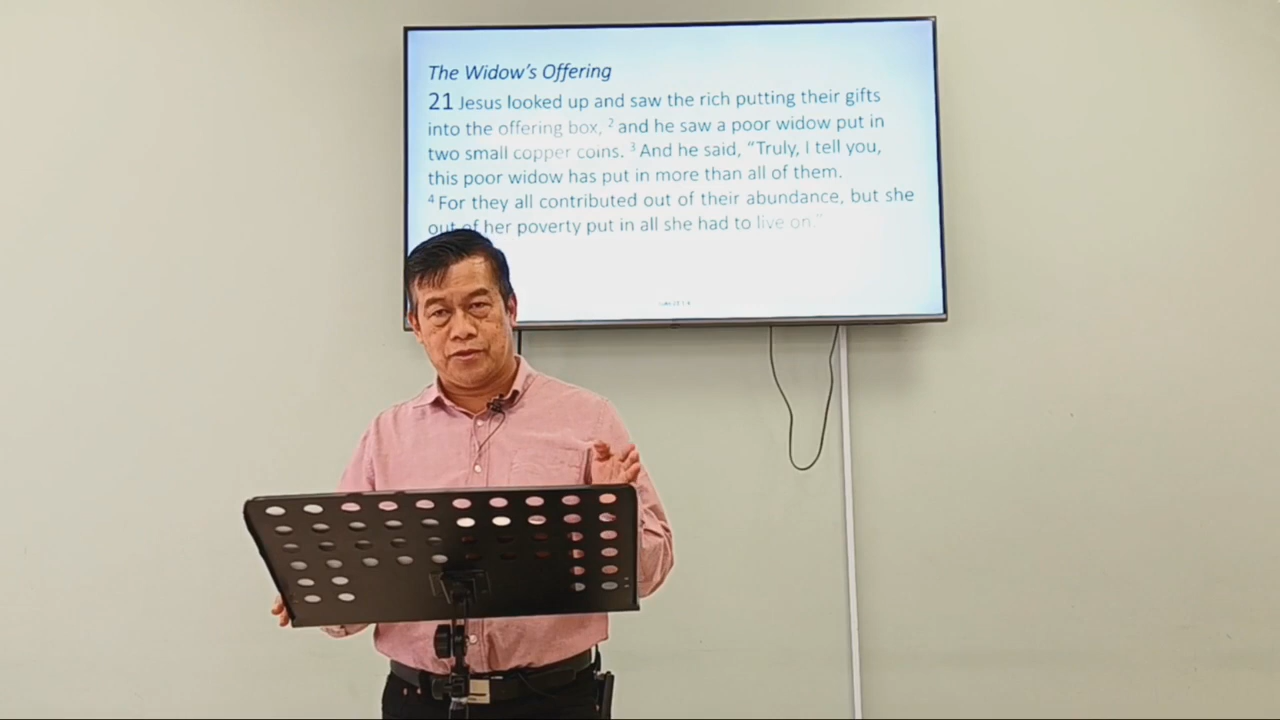 The Widow's Offering
21 Jesus looked up and saw the rich putting their gifts
into the offering box, 2 and he saw a poor widow put in
two small copper coins. 3 And he said, "Truly, I tell you,
this poor widow has put in more than all of them.
4 For they all contributed out of their abundance, but she
out of her poverty put in all she had to live on."